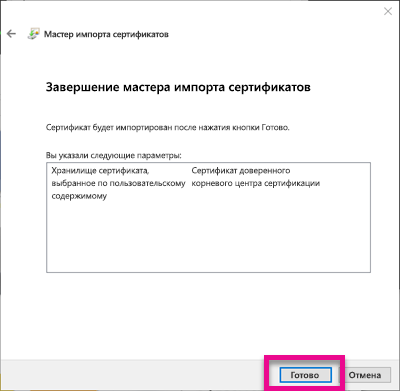 Мастер импорта сертификатов
Завершение мастера импорта сертификатов
Сертификат будет импортирован после нажатия кнопки Готово.
Вы указали следующие параметры:
Хранилище сертификата, Сертификат доверенного
выбранное по пользовательскому корневого центра сертификации
содержимому
Готово Отмена